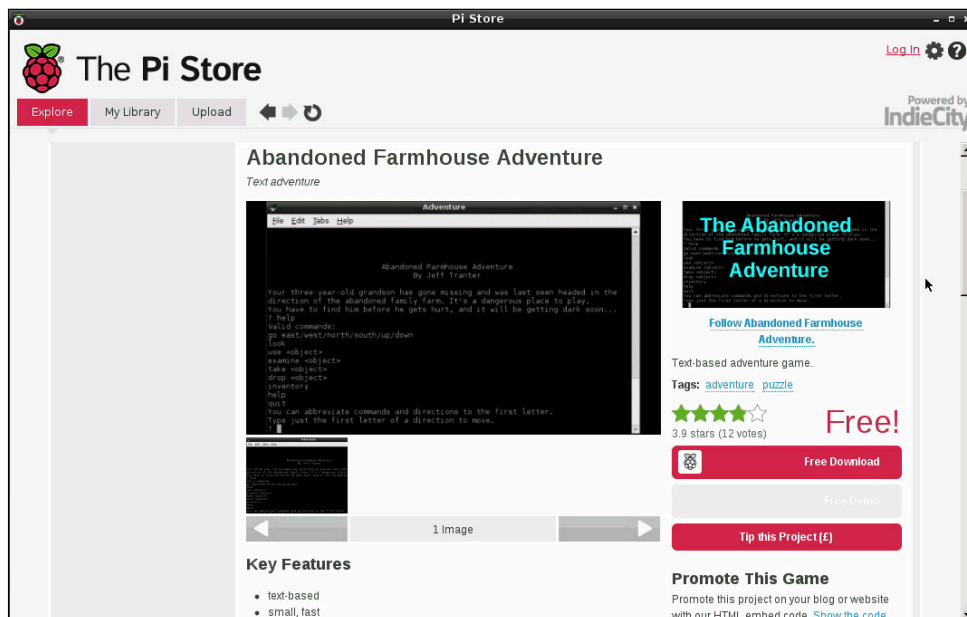 Pi Store
The Pi Store
Log In
Explore
My Library
Upload
Powered by
IndieCity
Abandoned Farmhouse Adventure
Text adventure
Adventure
File Edit Tabs Help
Abandoned Farmhouse Adventure
By Jeff Tranter
Your three-year-old grandson has gone missing and was last seen headed in the
direction of the abandoned family farm. It's a dangerous place to play.
You have to find him before he gets hurt, and it will be getting dark soon...
? help
Valid commands:
go east/west/north/south/up/down
look
use <object>
examine <object>
take <object>
drop <object>
inventory
help
quit
You can abbreviate commands and directions to the first letter.
Type just the first letter of a direction to move.
?
1 Image
Key Features
text-based
small, fast
The Abandoned
Farmhouse
Adventure
Follow Abandoned Farmhouse
Adventure.
Text-based adventure game.
Tags: adventure puzzle
3.9 stars (12 votes)
Free!
Free Download
Free Demo
Tip this Project (£)
Promote This Game
Promote this project on your blog or website
with our HTML embed code. Show the code